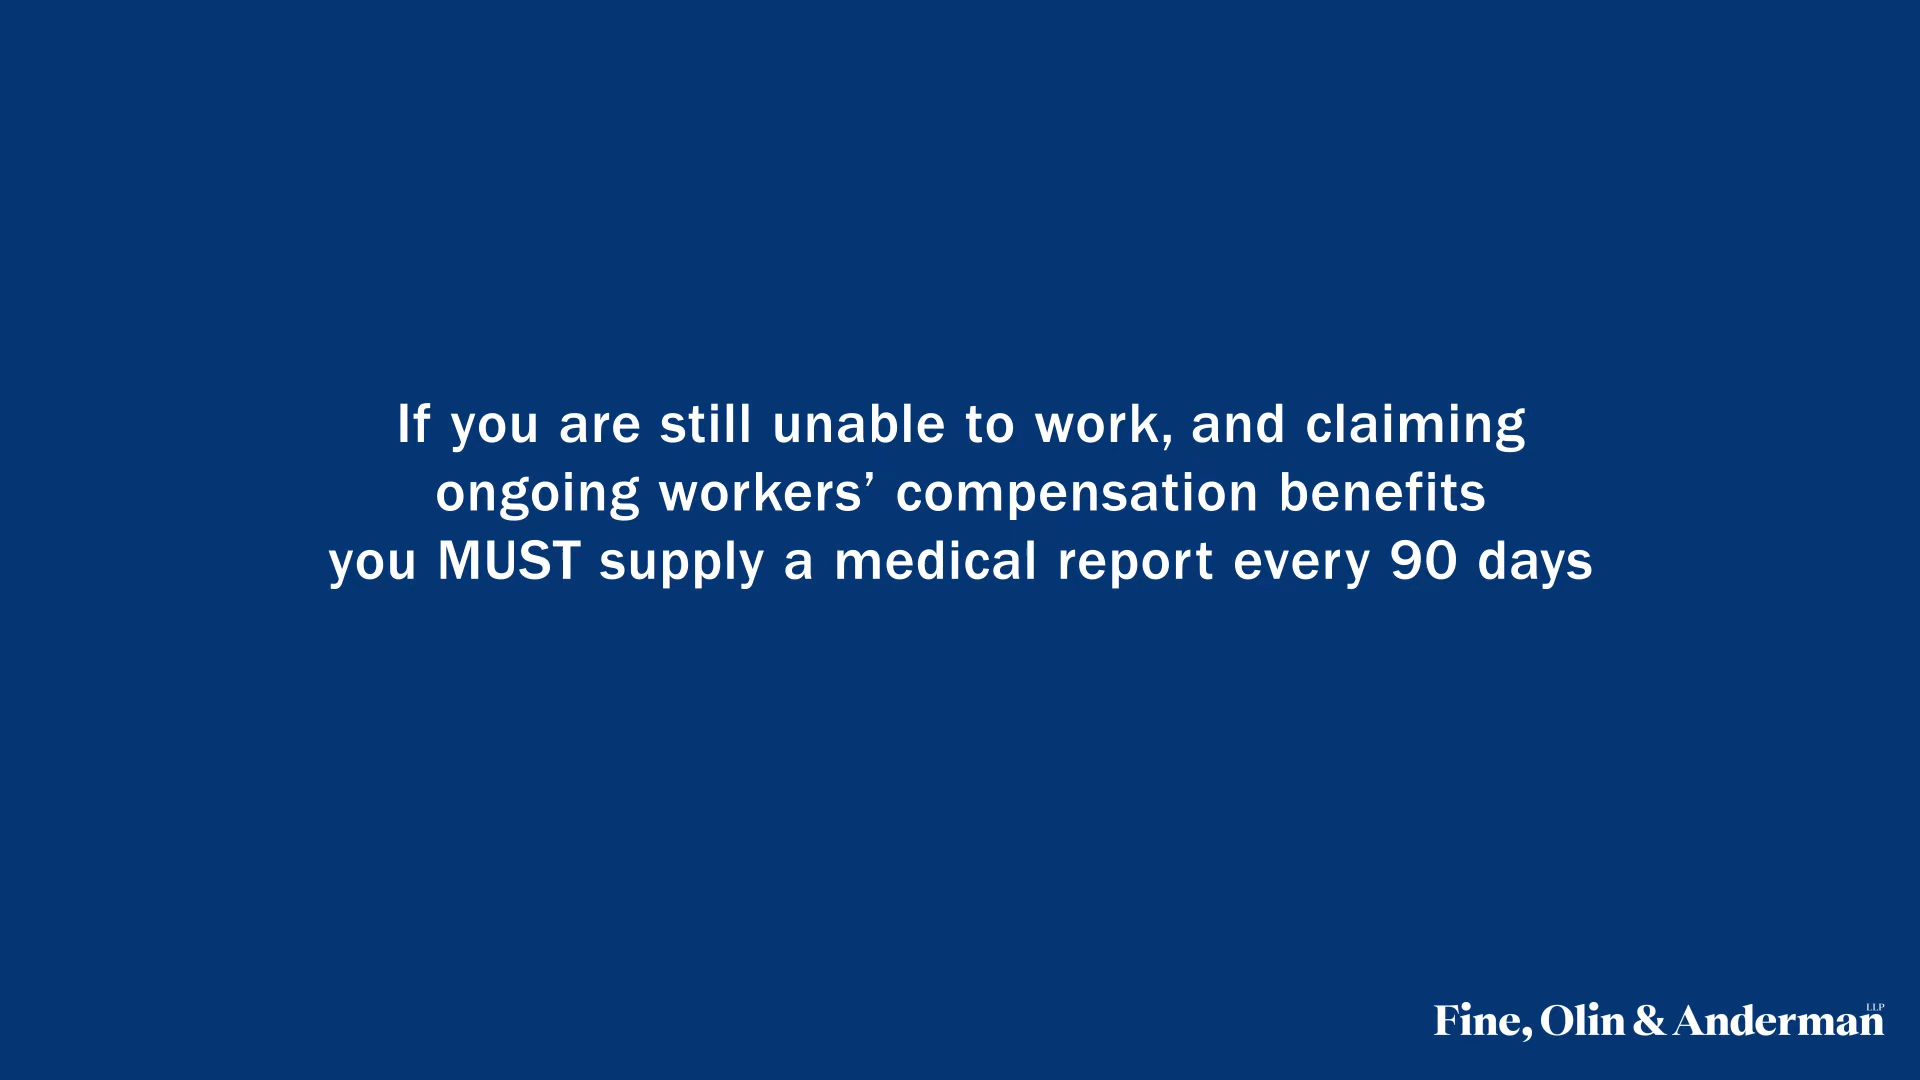 If you are still unable to work, and claiming
ongoing workers’ compensation benefits
you MUST supply a medical report every 90 days
Fine, Olin & Anderman LLP